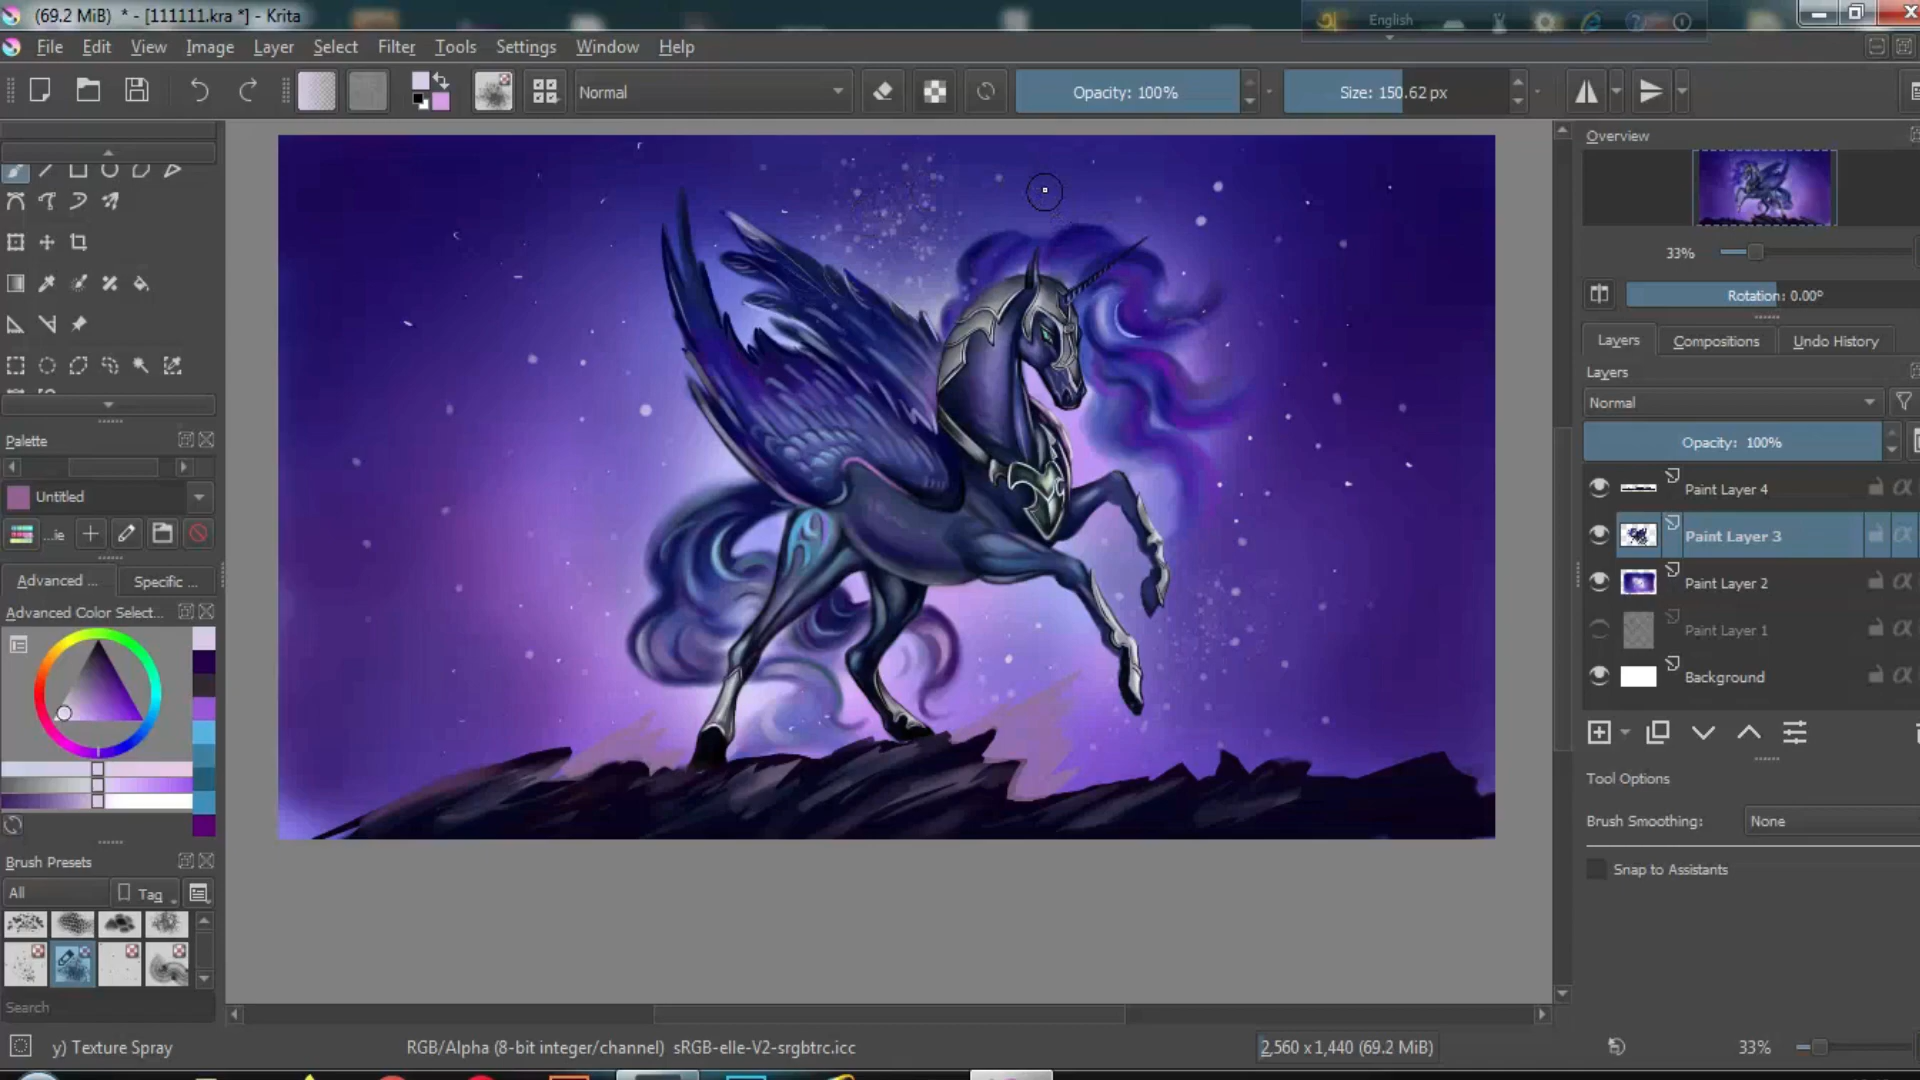 (69.2 MiB) * - [111111.kra *] - Krita
English
File Edit View Image Layer Select Filter Tools Settings Window Help
Normal
Opacity: 100%
Size: 150.62 px
Overview
33%
Rotation: 0.00°
Layers Compositions Undo History
Layers
Normal
Opacity: 100%
Paint Layer 4
Paint Layer 3
Paint Layer 2
Paint Layer 1
Background
Tool Options
Brush Smoothing: None
Snap to Assistants
Palette
Untitled
...ie
Advanced ... Specific ...
Advanced Color Select...
Brush Presets
All Tag
Search
y) Texture Spray
RGB/Alpha (8-bit integer/channel) sRGB-elle-V2-srgbtrc.icc
2,560 x 1,440 (69.2 MiB)
33%